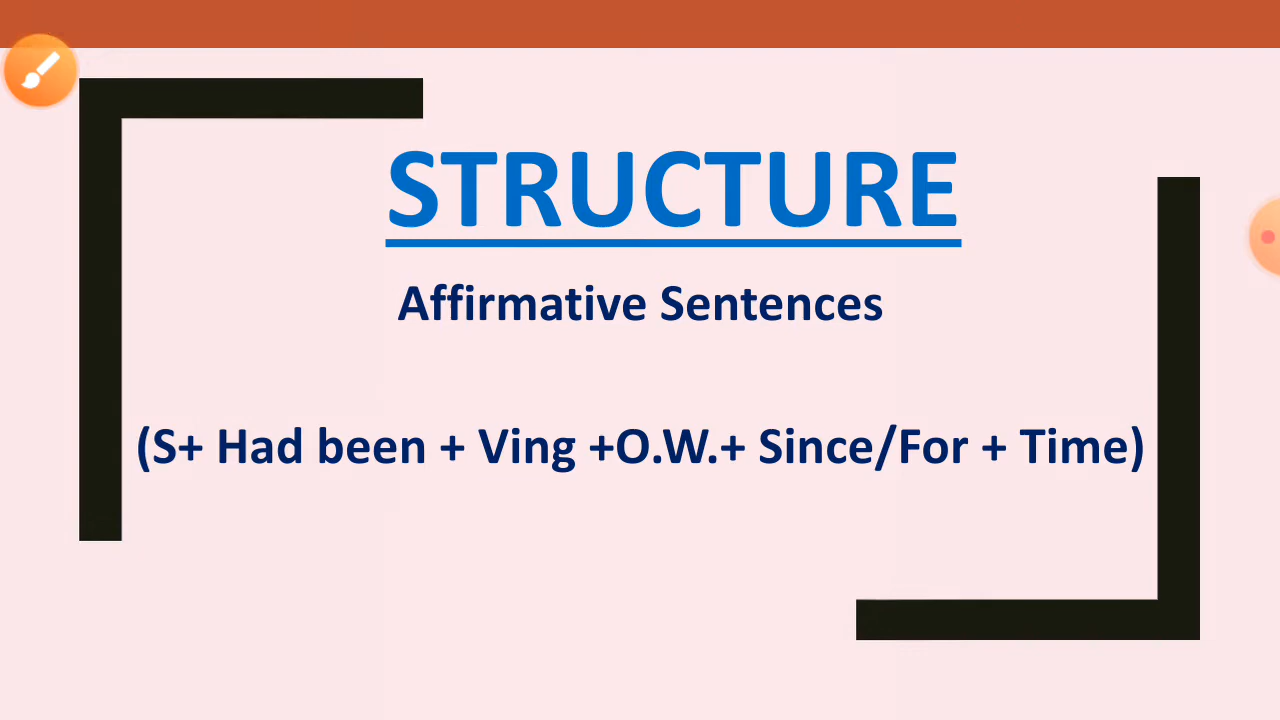 STRUCTURE
Affirmative Sentences
(S+ Had been + Ving +O.W.+ Since/For + Time)